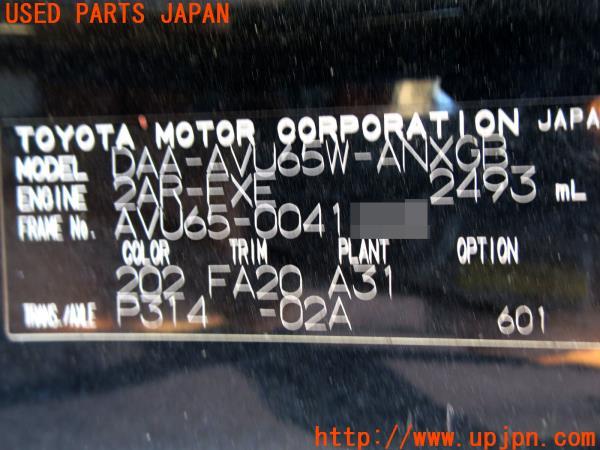 USED PARTS JAPAN
TOYOTA MOTOR CORPORATION JAPA
MODEL DAA-AVU65W-ANXGB
ENGINE 2AR-FXE 2493 mL
FRAME No. AVU65-0041
COLOR TRIM PLANT OPTION
202 FA20 A31
TRANS./AXLE P314 -02A 601
http://www.upjpn.com